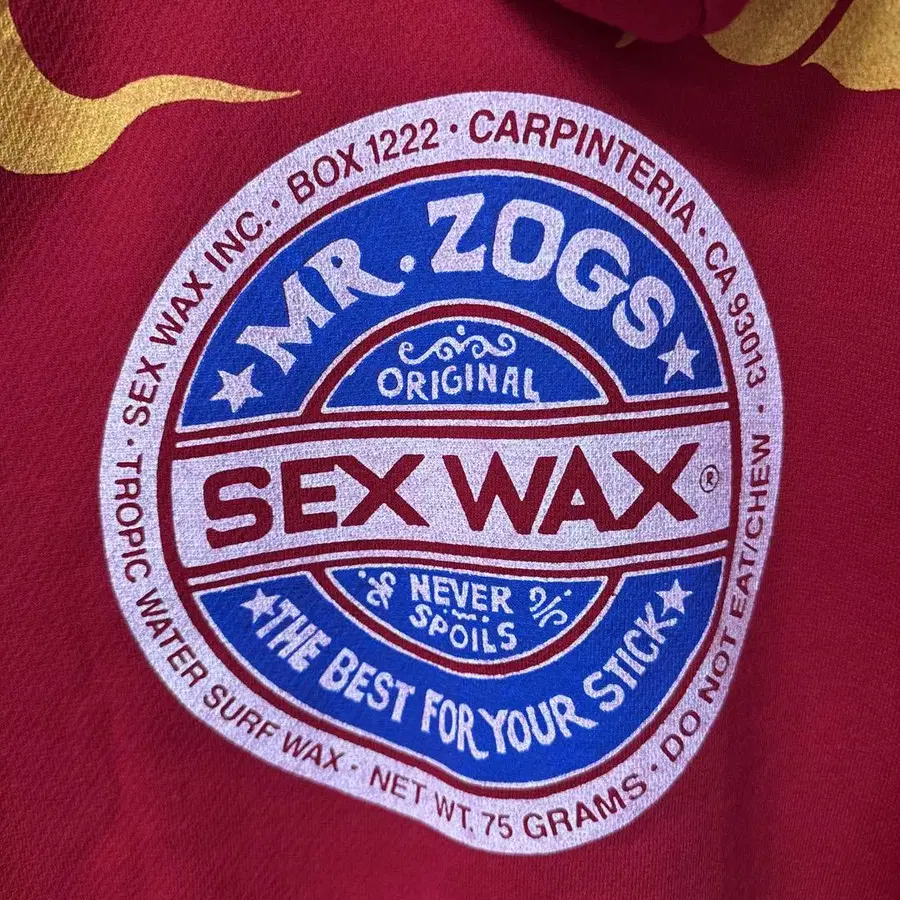 SEX WAX INC. · BOX 1222 · CARPINTERIA · CA 93013 ·
MR. ZOGS
ORIGINAL
SEX WAX ®
NEVER
SPOILS
THE BEST FOR YOUR STICK
· TROPIC WATER SURF WAX · NET WT. 75 GRAMS · DO NOT EAT/CHEW